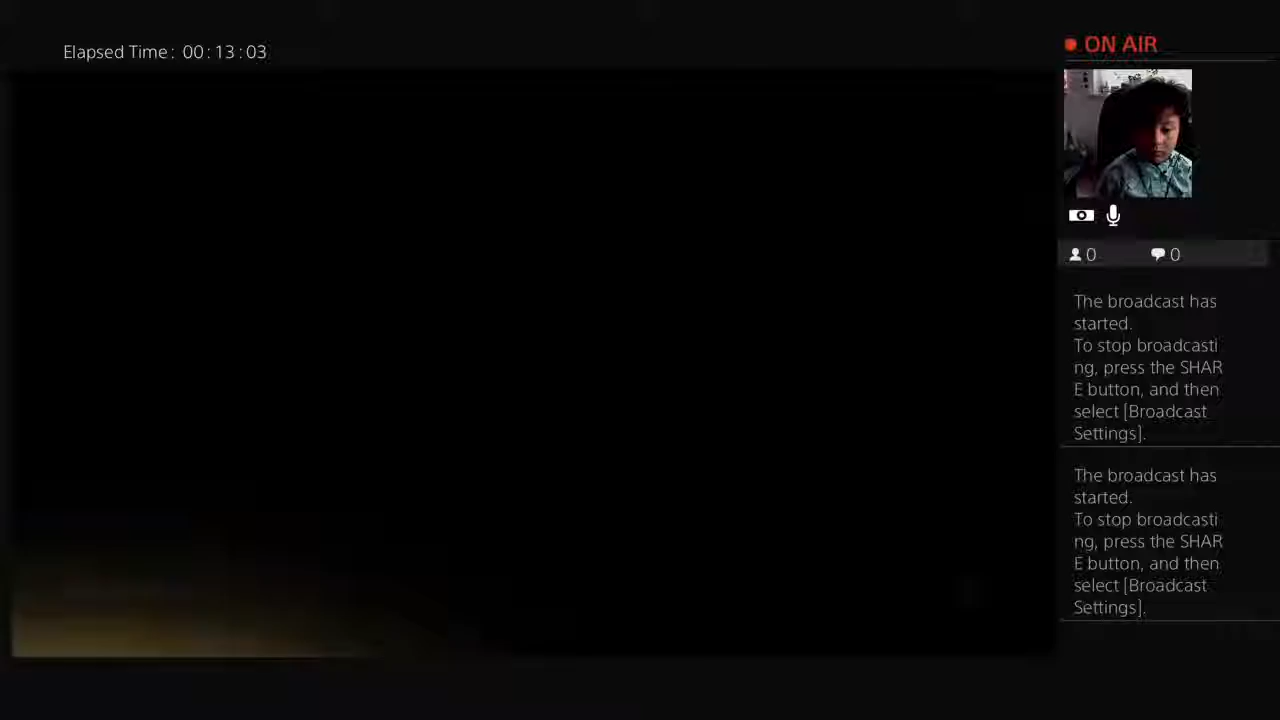 Elapsed Time: 00:13:03
ON AIR
0 0
The broadcast has
started.
To stop broadcasti
ng, press the SHAR
E button, and then
select [Broadcast
Settings].
The broadcast has
started.
To stop broadcasti
ng, press the SHAR
E button, and then
select [Broadcast
Settings].